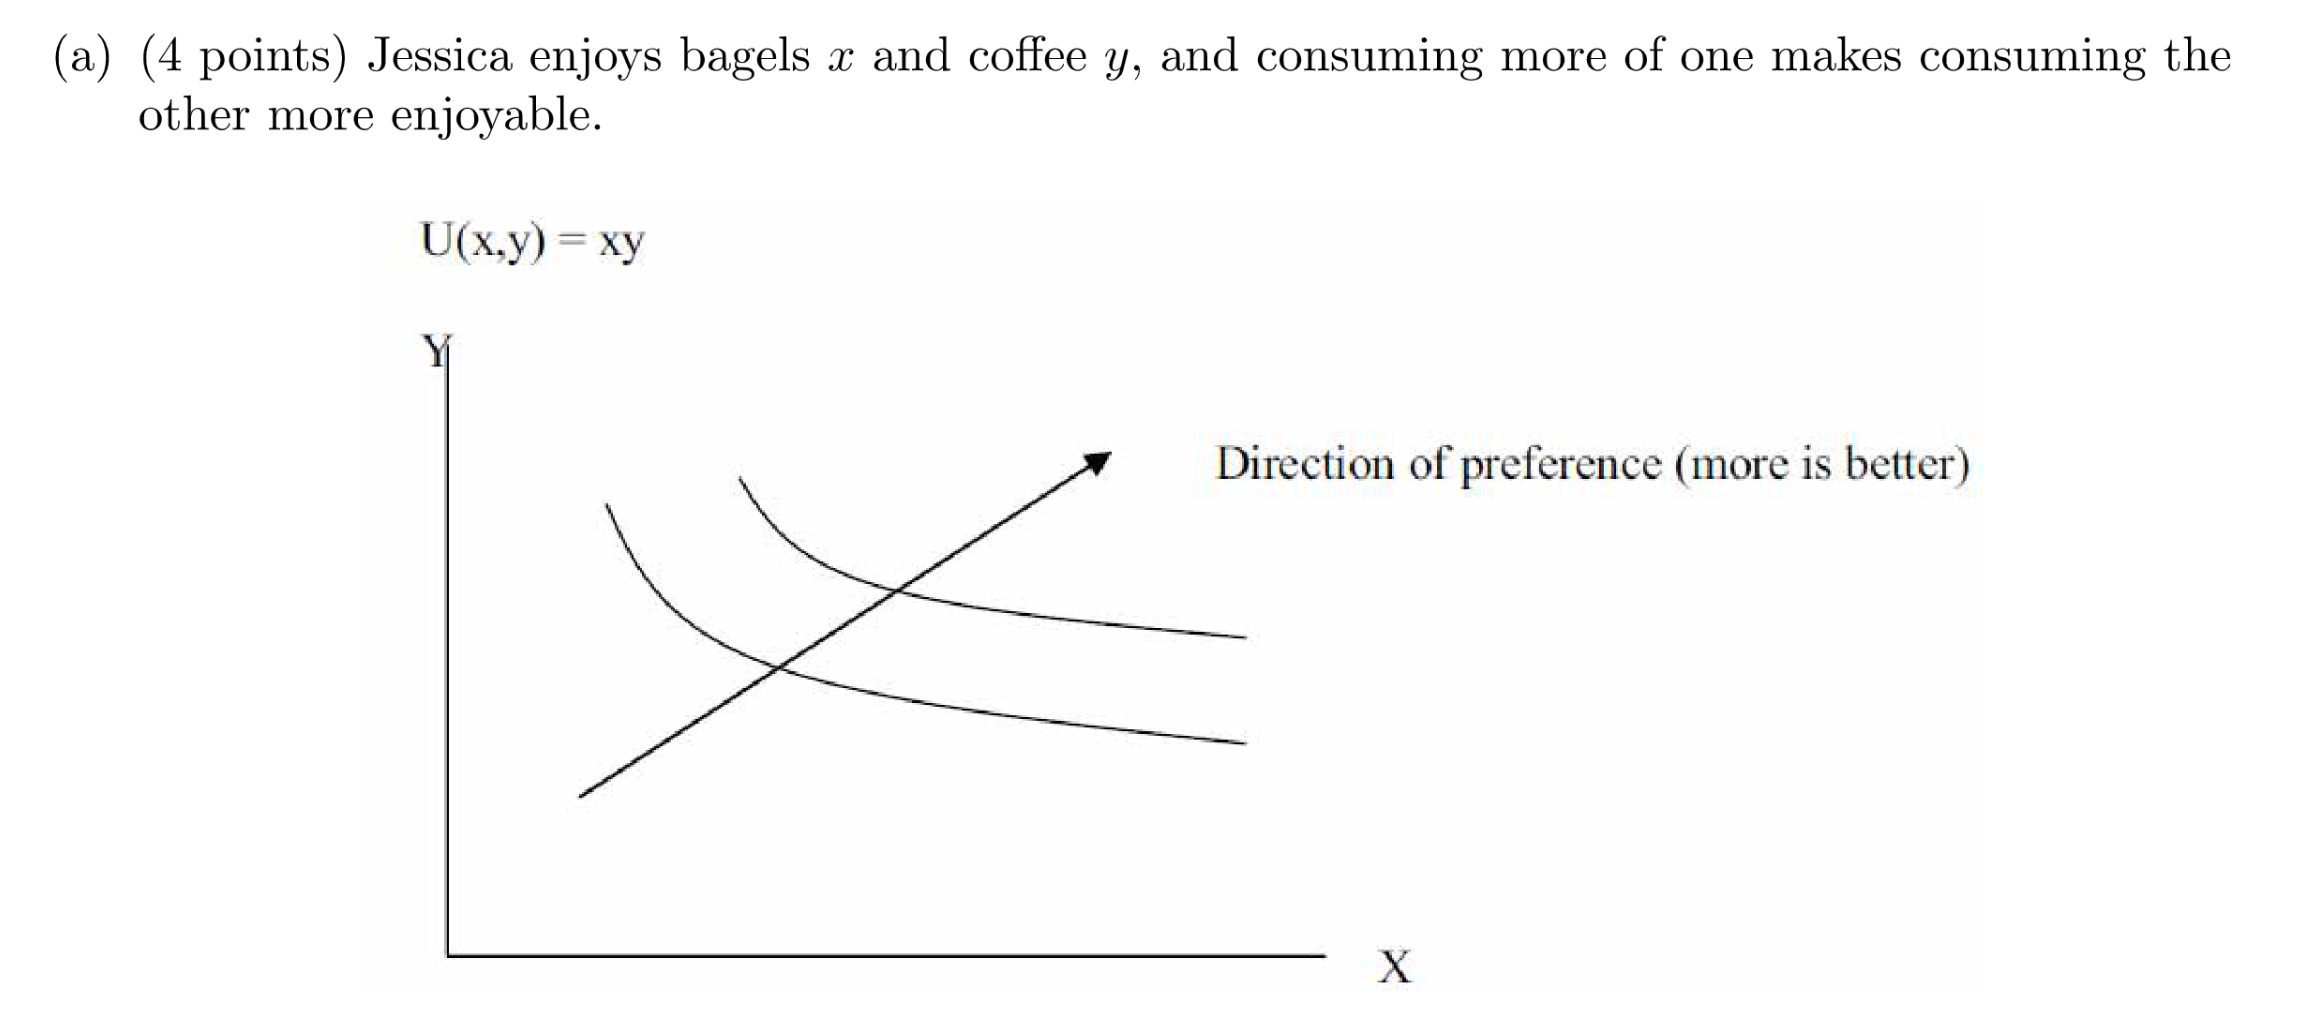 (a) (4 points) Jessica enjoys bagels x and coffee y, and consuming more of one makes consuming the
other more enjoyable.
U(x,y) = xy
Y
Direction of preference (more is better)
X